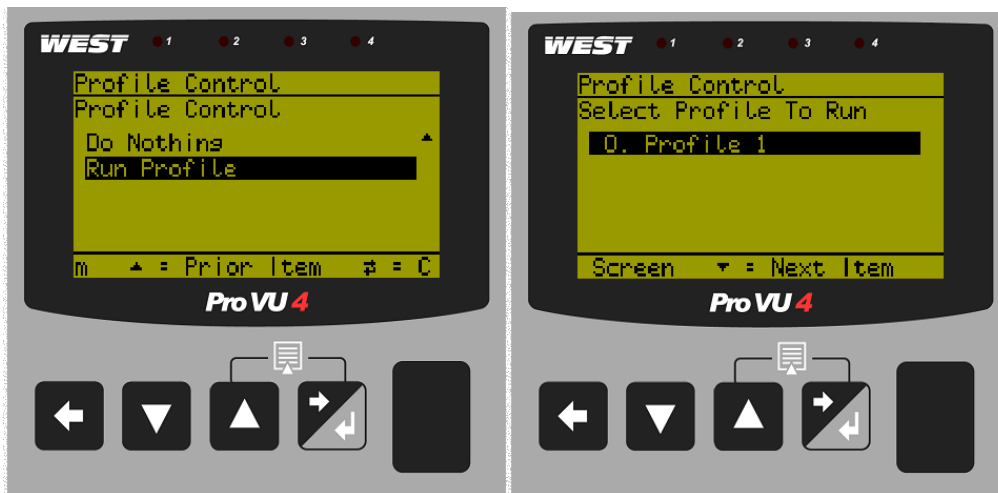 WEST 1 2 3 4
Profile Control
Profile Control
Do Nothing
Run Profile
m ▲ = Prior Item ⇄ = C
Pro VU 4
WEST 1 2 3 4
Profile Control
Select Profile To Run
0. Profile 1
Screen ▼ = Next Item
Pro VU 4